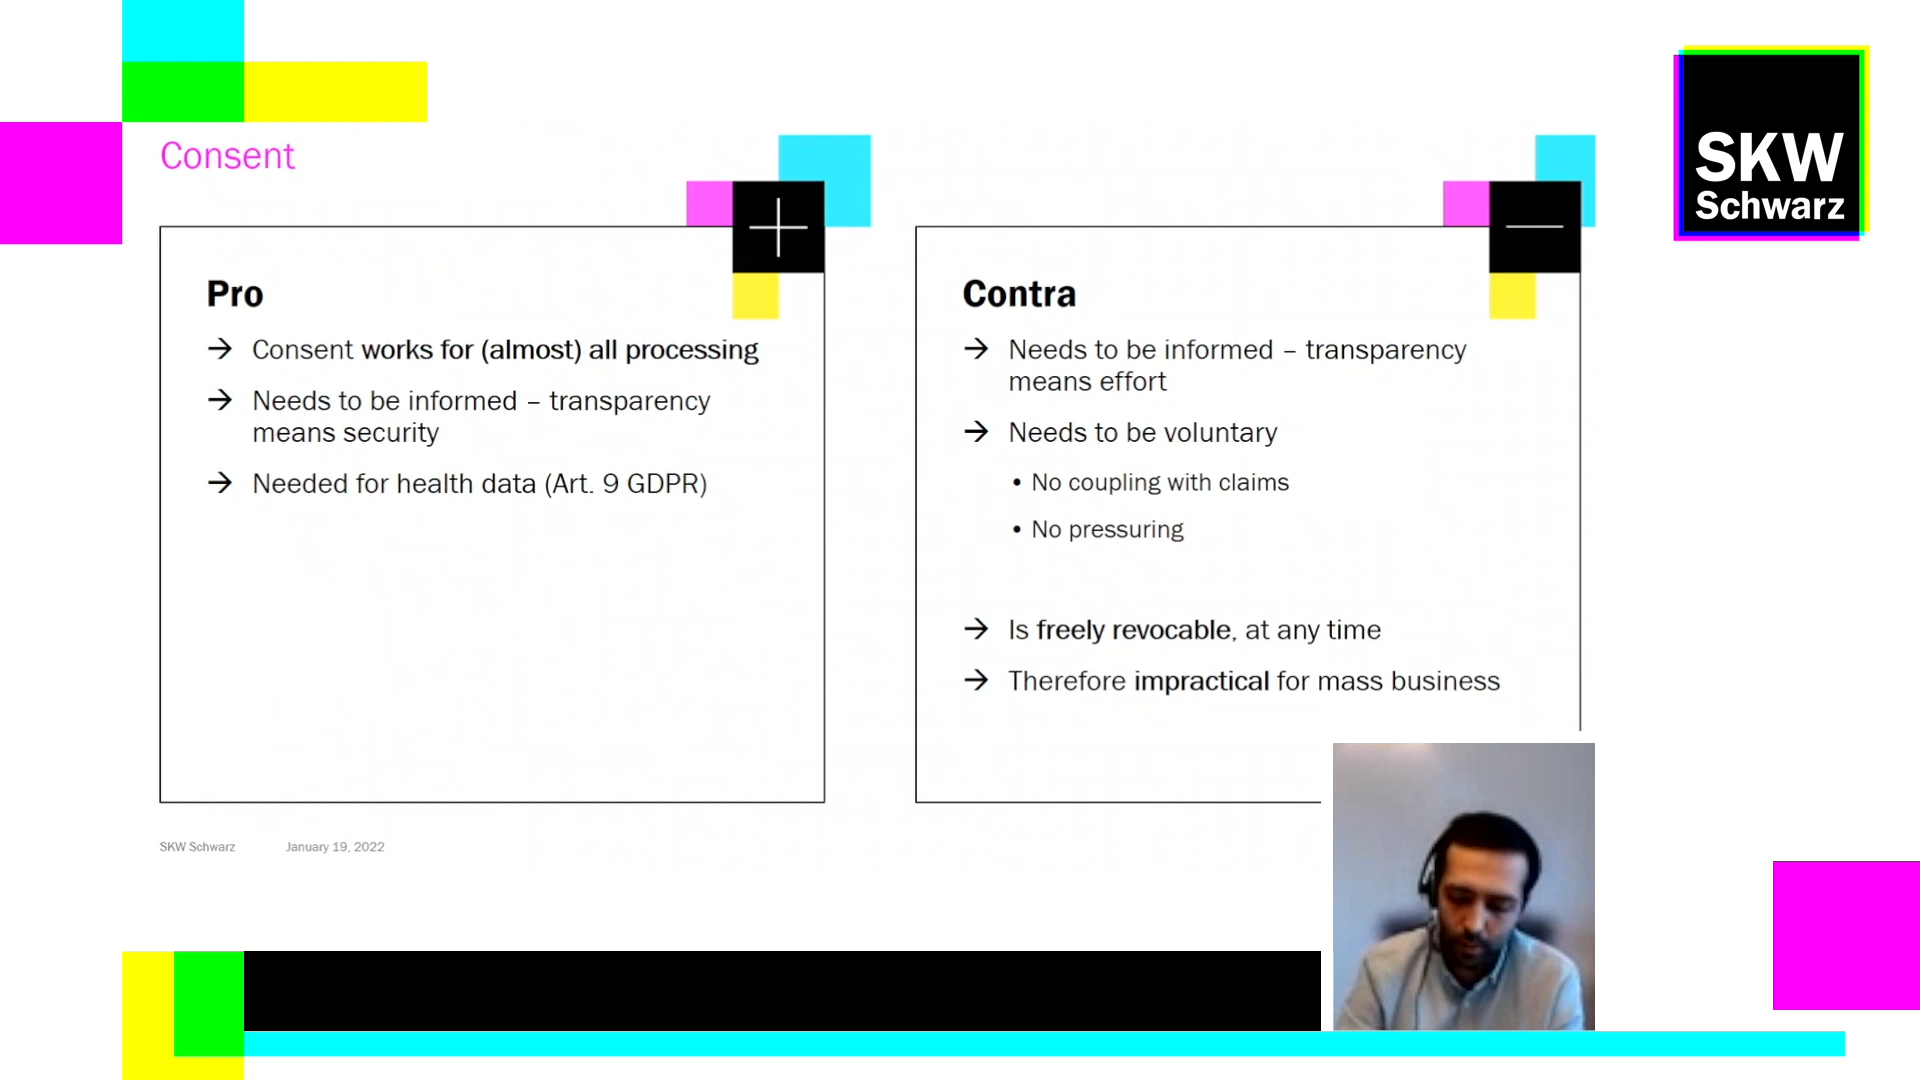 SKW
Schwarz
Consent
Pro
→ Consent works for (almost) all processing
→ Needs to be informed – transparency
means security
→ Needed for health data (Art. 9 GDPR)
Contra
→ Needs to be informed – transparency
means effort
→ Needs to be voluntary
• No coupling with claims
• No pressuring
→ Is freely revocable, at any time
→ Therefore impractical for mass business
SKW Schwarz January 19, 2022